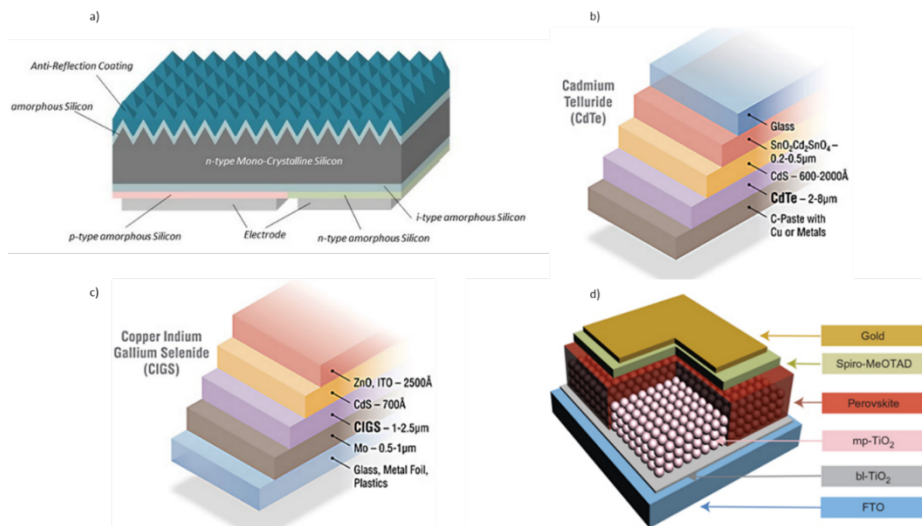 a)
Anti-Reflection Coating
amorphous Silicon
n-type Mono-Crystalline Silicon
i-type amorphous Silicon
p-type amorphous Silicon
Electrode
n-type amorphous Silicon
b)
Cadmium
Telluride
(CdTe)
Glass
SnO₂Cd₂SnO₄ –
0.2-0.5µm
CdS – 600-2000Å
CdTe – 2-8µm
C-Paste with
Cu or Metals
c)
Copper Indium
Gallium Selenide
(CIGS)
ZnO, ITO – 2500Å
CdS – 700Å
CIGS – 1-2.5µm
Mo – 0.5-1µm
Glass, Metal Foil,
Plastics
d)
Gold
Spiro-MeOTAD
Perovskite
mp-TiO₂
bl-TiO₂
FTO